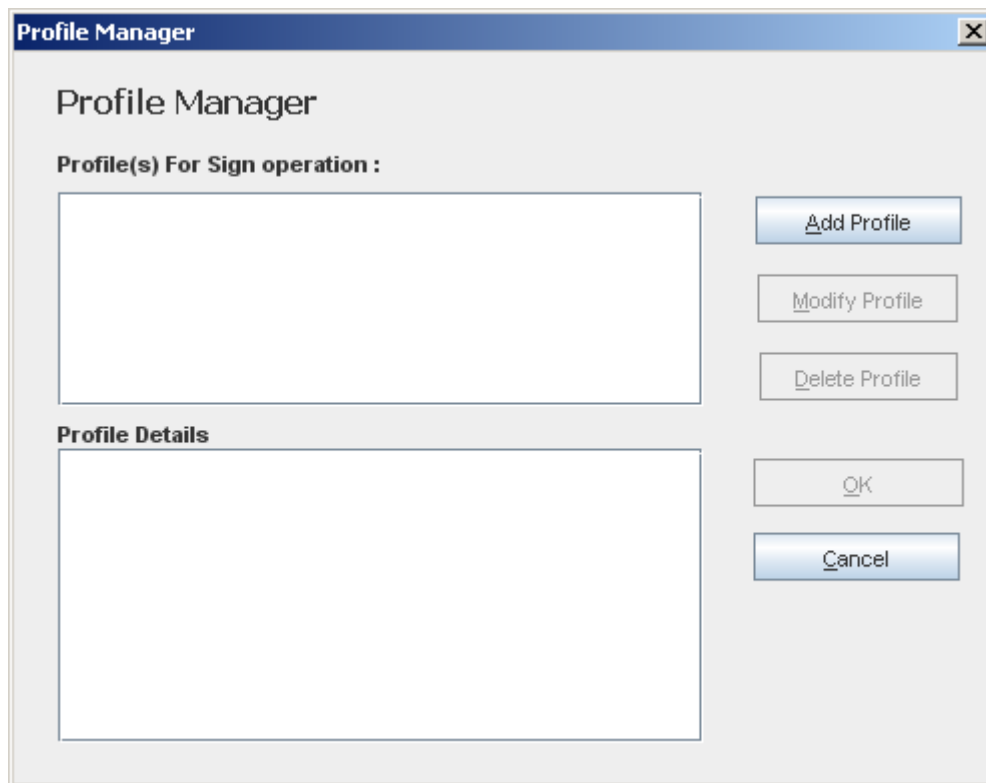 Profile Manager
Profile Manager
Profile(s) For Sign operation :
Add Profile
Modify Profile
Delete Profile
Profile Details
OK
Cancel